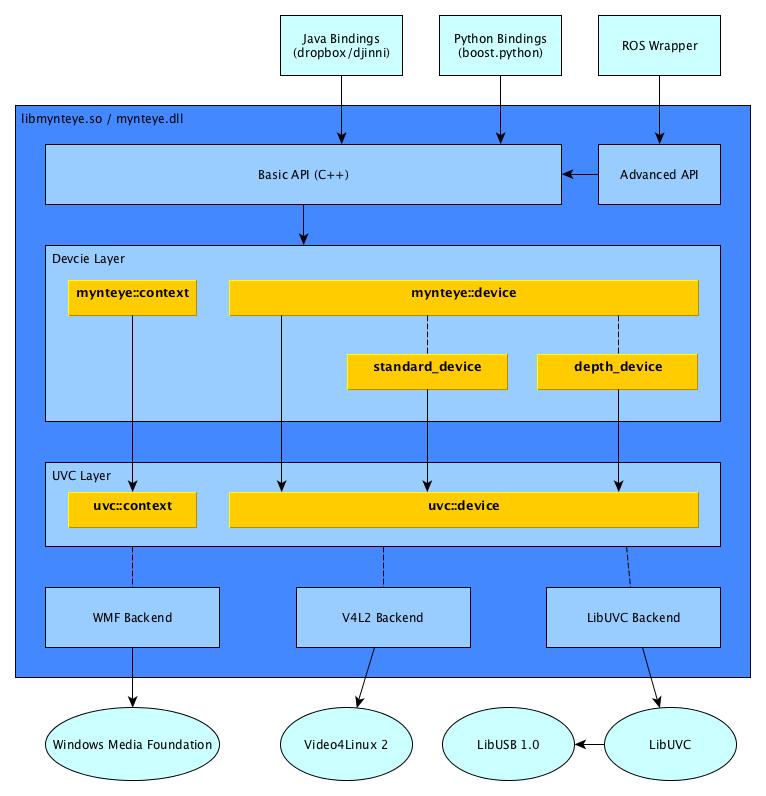 Java Bindings
(dropbox/djinni)
Python Bindings
(boost.python)
ROS Wrapper
libmynteye.so / mynteye.dll
Basic API (C++)
Advanced API
Devcie Layer
mynteye::context
mynteye::device
standard_device
depth_device
UVC Layer
uvc::context
uvc::device
WMF Backend
V4L2 Backend
LibUVC Backend
Windows Media Foundation
Video4Linux 2
LibUSB 1.0
LibUVC